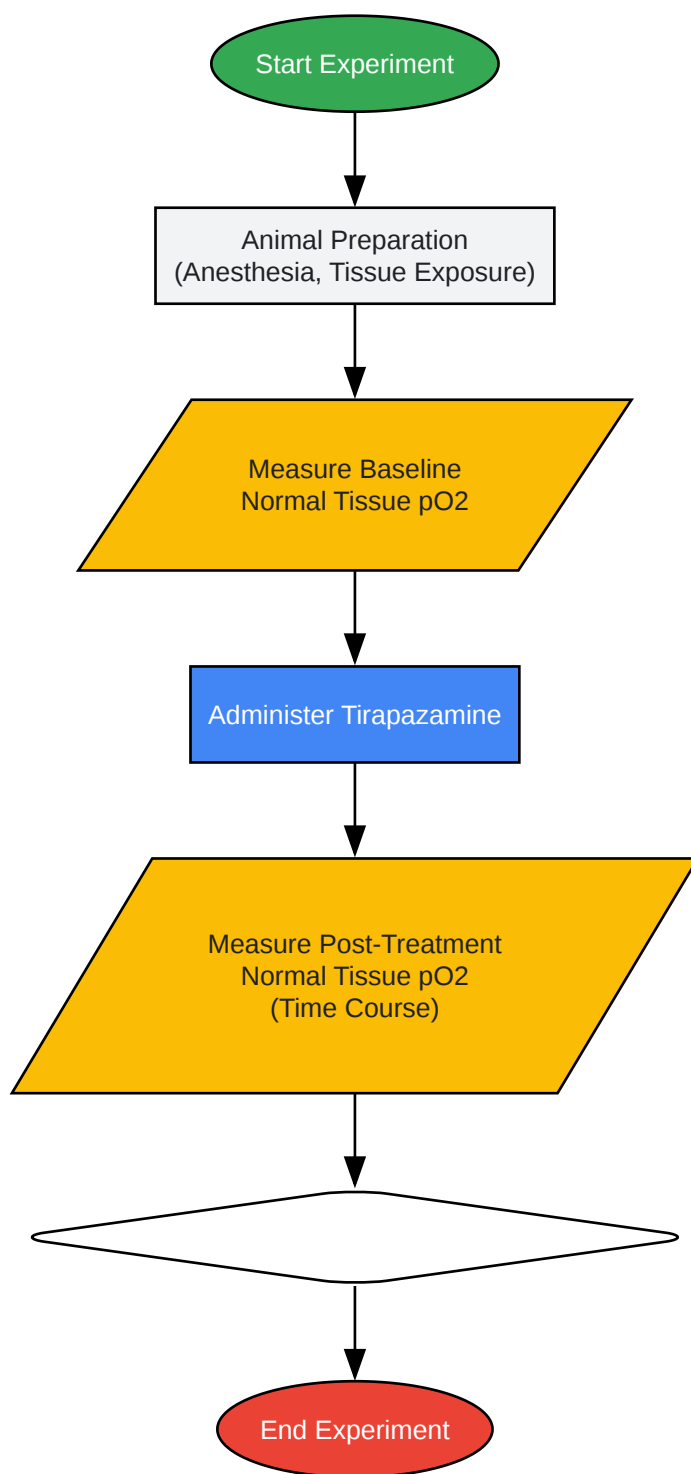 Start Experiment
Animal Preparation
(Anesthesia, Tissue Exposure)
Measure Baseline
Normal Tissue pO2
Administer Tirapazamine
Measure Post-Treatment
Normal Tissue pO2
(Time Course)
End Experiment